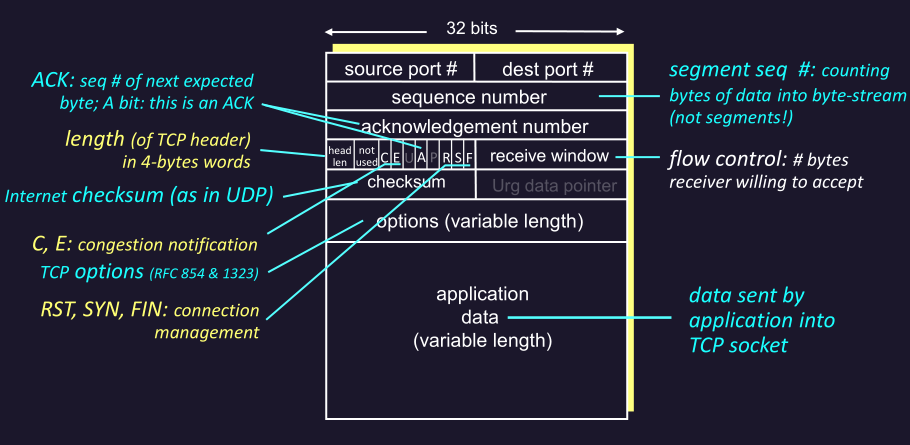 32 bits
source port #
dest port #
sequence number
acknowledgement number
head
len
not
used
C
E
U
A
P
R
S
F
receive window
checksum
Urg data pointer
options (variable length)
application
data
(variable length)
ACK: seq # of next expected
byte; A bit: this is an ACK
length (of TCP header)
in 4-bytes words
Internet checksum (as in UDP)
C, E: congestion notification
TCP options (RFC 854 & 1323)
RST, SYN, FIN: connection
management
segment seq #: counting
bytes of data into byte-stream
(not segments!)
flow control: # bytes
receiver willing to accept
data sent by
application into
TCP socket